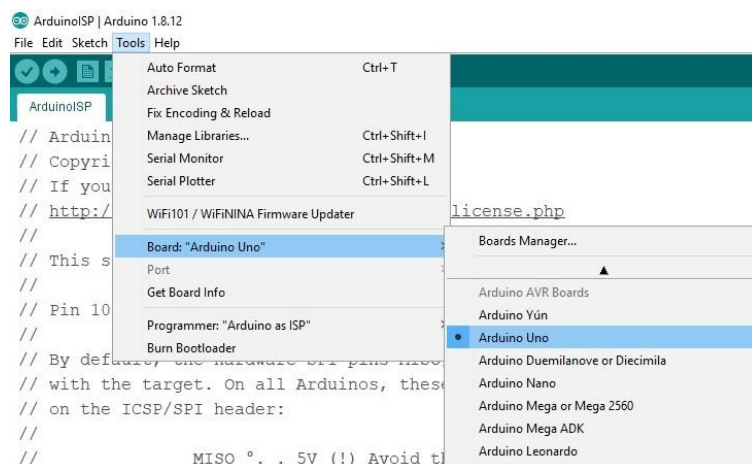 ArduinoISP | Arduino 1.8.12
File Edit Sketch Tools Help
ArduinoISP
Auto Format Ctrl+T
Archive Sketch
Fix Encoding & Reload
Manage Libraries... Ctrl+Shift+I
Serial Monitor Ctrl+Shift+M
Serial Plotter Ctrl+Shift+L
WiFi101 / WiFiNINA Firmware Updater
Board: "Arduino Uno"
Port
Get Board Info
Programmer: "Arduino as ISP"
Burn Bootloader
Boards Manager...
Arduino AVR Boards
Arduino Yún
Arduino Uno
Arduino Duemilanove or Diecimila
Arduino Nano
Arduino Mega or Mega 2560
Arduino Mega ADK
Arduino Leonardo
// Arduin
// Copyri
// If you
// http:/ license.php
//
// This s
//
// Pin 10
//
// By default, the hardware SPI pins MISO,
// with the target. On all Arduinos, these
// on the ICSP/SPI header:
//
// MISO °. . 5V (!) Avoid th